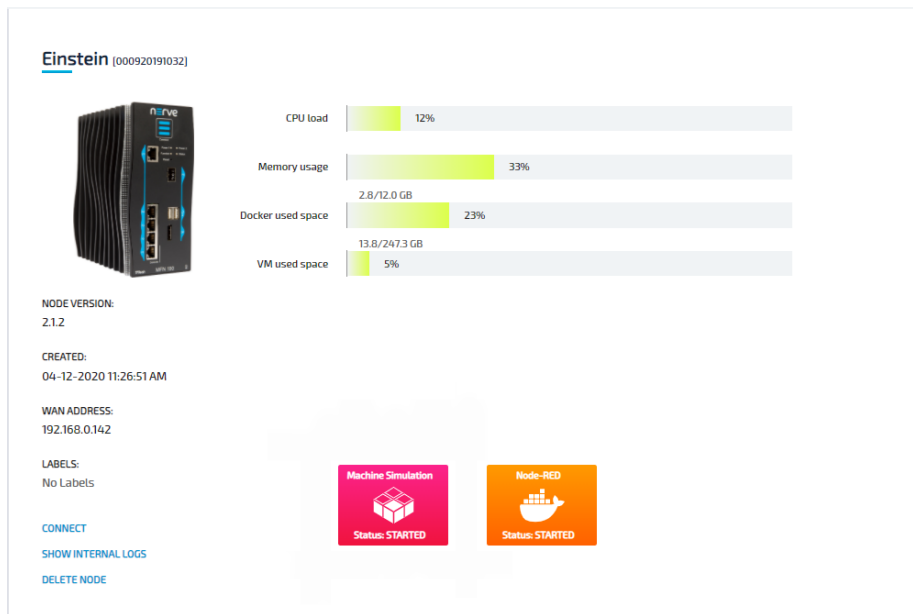 Einstein [000920191032]
nerve
CPU load 12%
Memory usage 33%
2.8/12.0 GB
Docker used space 23%
13.8/247.3 GB
VM used space 5%
NODE VERSION:
2.1.2
CREATED:
04-12-2020 11:26:51 AM
WAN ADDRESS:
192.168.0.142
LABELS:
No Labels
CONNECT
SHOW INTERNAL LOGS
DELETE NODE
Machine Simulation
Status: STARTED
Node-RED
Status: STARTED